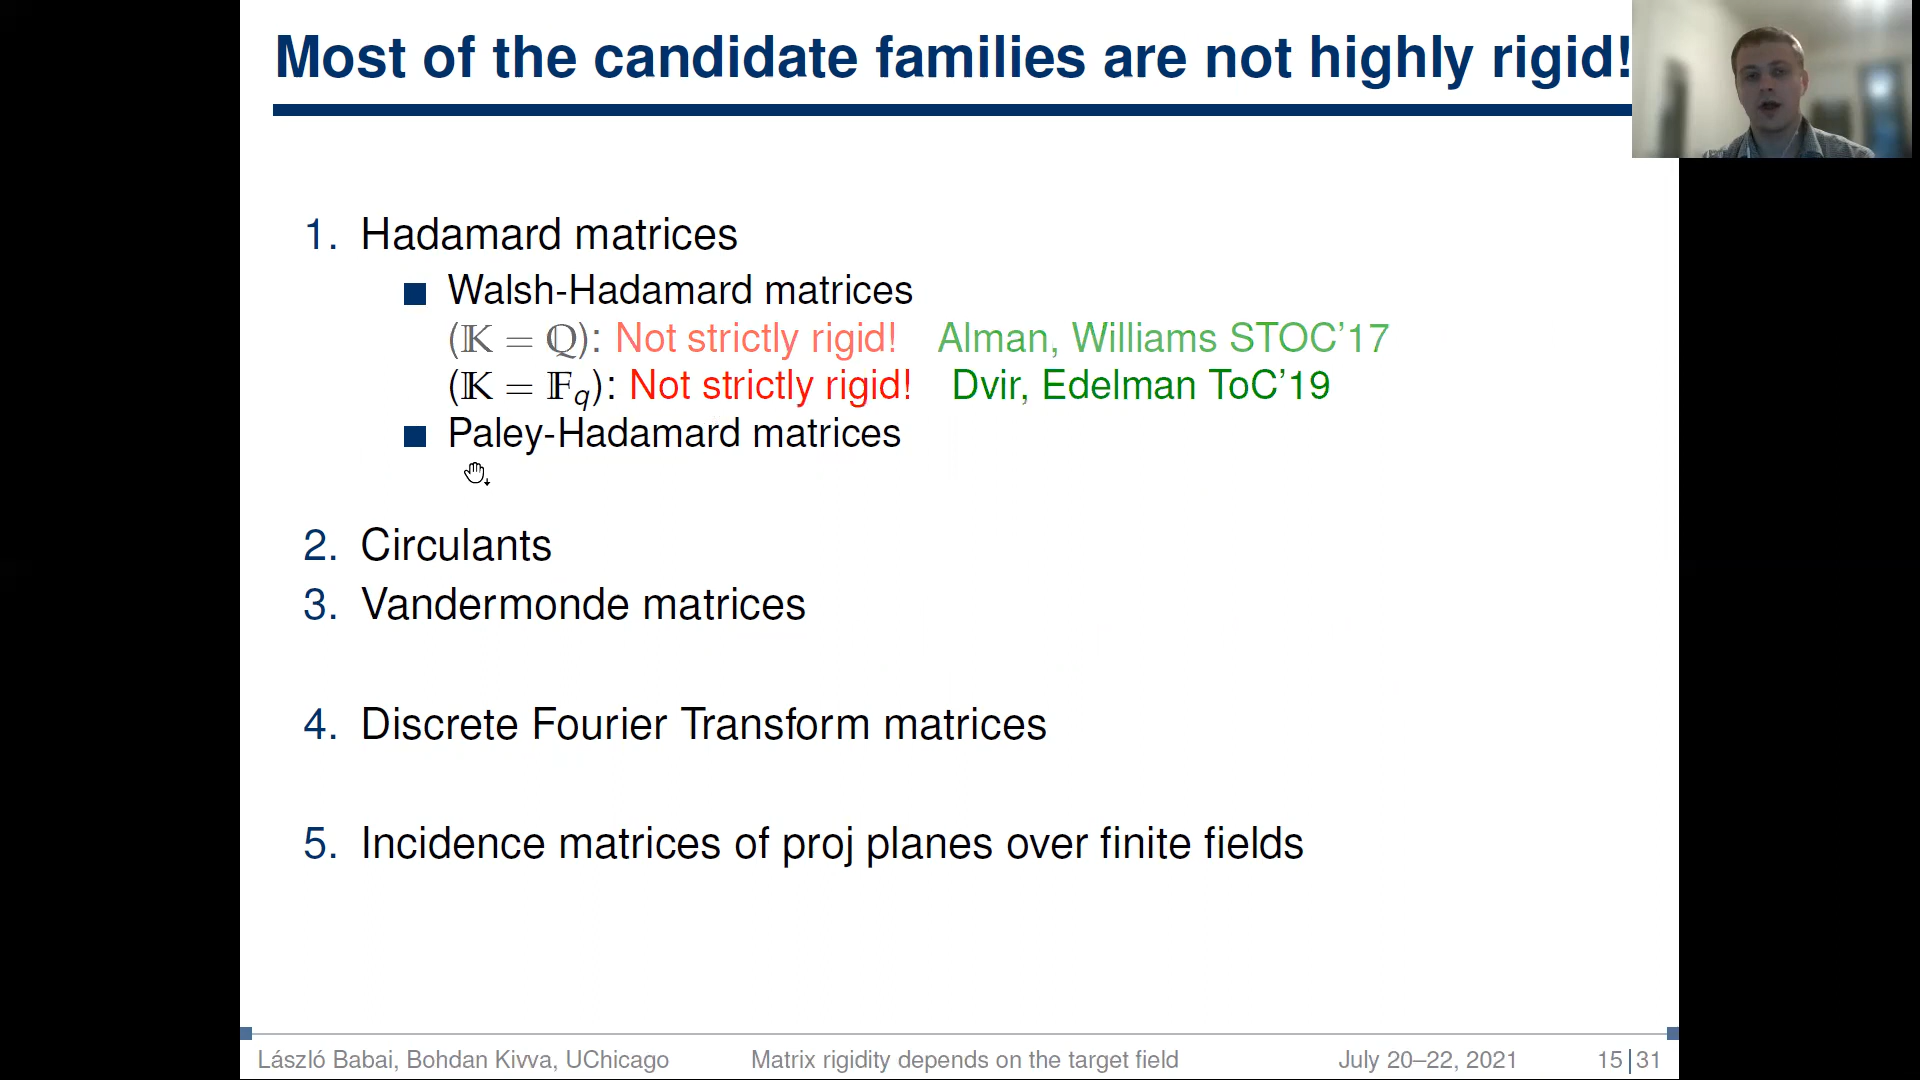 Most of the candidate families are not highly rigid!
1. Hadamard matrices
Walsh-Hadamard matrices
(𝕂 = ℚ): Not strictly rigid! Alman, Williams STOC'17
(𝕂 = 𝔽q): Not strictly rigid! Dvir, Edelman ToC'19
Paley-Hadamard matrices
2. Circulants
3. Vandermonde matrices
4. Discrete Fourier Transform matrices
5. Incidence matrices of proj planes over finite fields
László Babai, Bohdan Kivva, UChicago Matrix rigidity depends on the target field July 20–22, 2021 15|31